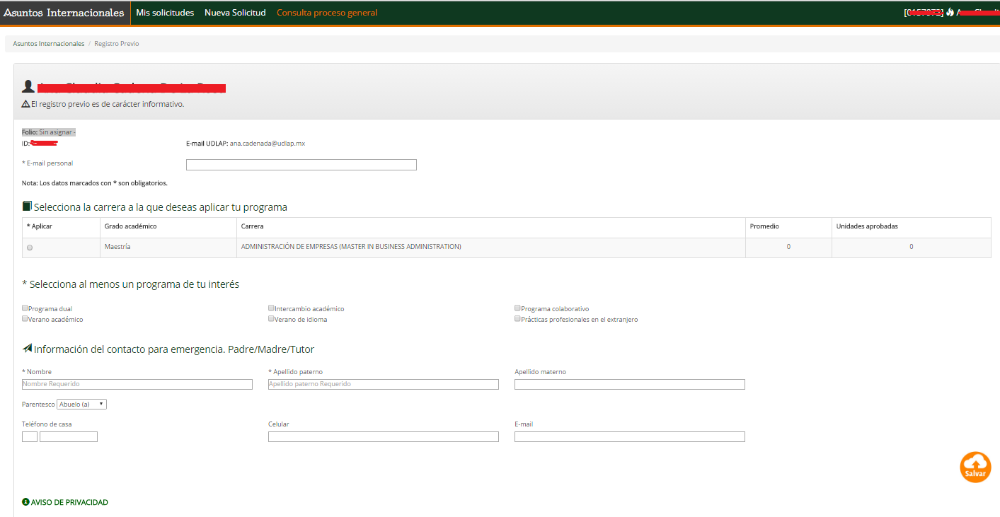 Asuntos Internacionales Mis solicitudes Nueva Solicitud Consulta proceso general
Asuntos Internacionales / Registro Previo
El registro previo es de carácter informativo.
Folio: Sin asignar -
ID: E-mail UDLAP: ana.cadenada@udlap.mx
* E-mail personal
Nota: Los datos marcados con * son obligatorios.
Selecciona la carrera a la que deseas aplicar tu programa
* Aplicar Grado académico Carrera Promedio Unidades aprobadas
Maestría ADMINISTRACIÓN DE EMPRESAS (MASTER IN BUSINESS ADMINISTRATION) 0 0
* Selecciona al menos un programa de tu interés
Programa dual Intercambio académico Programa colaborativo
Verano académico Verano de idioma Prácticas profesionales en el extranjero
Información del contacto para emergencia. Padre/Madre/Tutor
* Nombre * Apellido paterno Apellido materno
Nombre Requerido Apellido paterno Requerido
Parentesco Abuelo (a)
Teléfono de casa Celular E-mail
Salvar
AVISO DE PRIVACIDAD